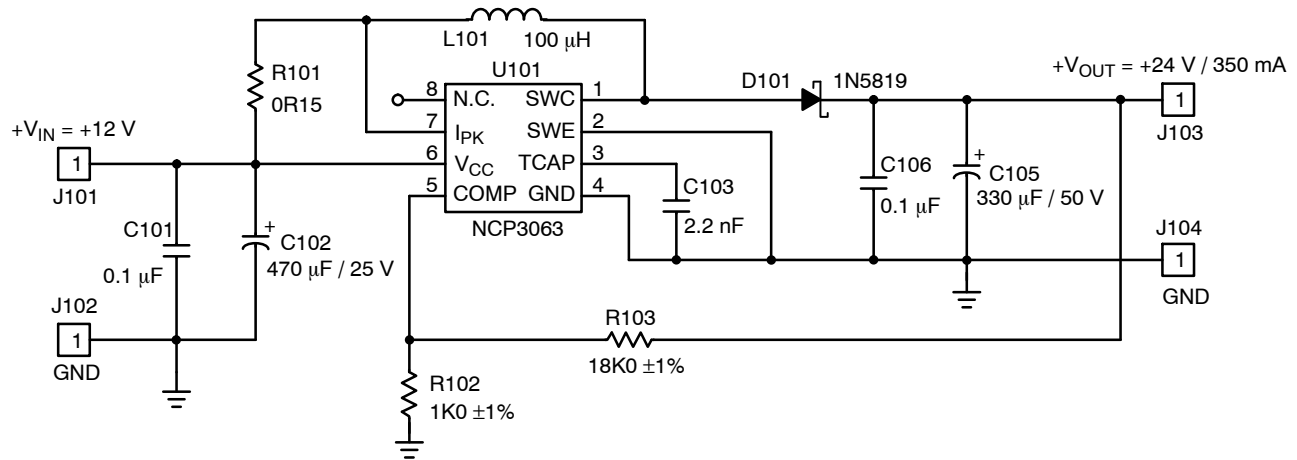 L101 100 μH
R101
0R15
U101
8 N.C. SWC 1
7 IPK SWE 2
6 VCC TCAP 3
5 COMP GND 4
NCP3063
D101 1N5819
+VOUT = +24 V / 350 mA
1
J103
+VIN = +12 V
1
J101
C101
0.1 μF
+
C102
470 μF / 25 V
C103
2.2 nF
C106
0.1 μF
+
C105
330 μF / 50 V
J104
1
GND
J102
1
GND
R103
18K0 ±1%
R102
1K0 ±1%